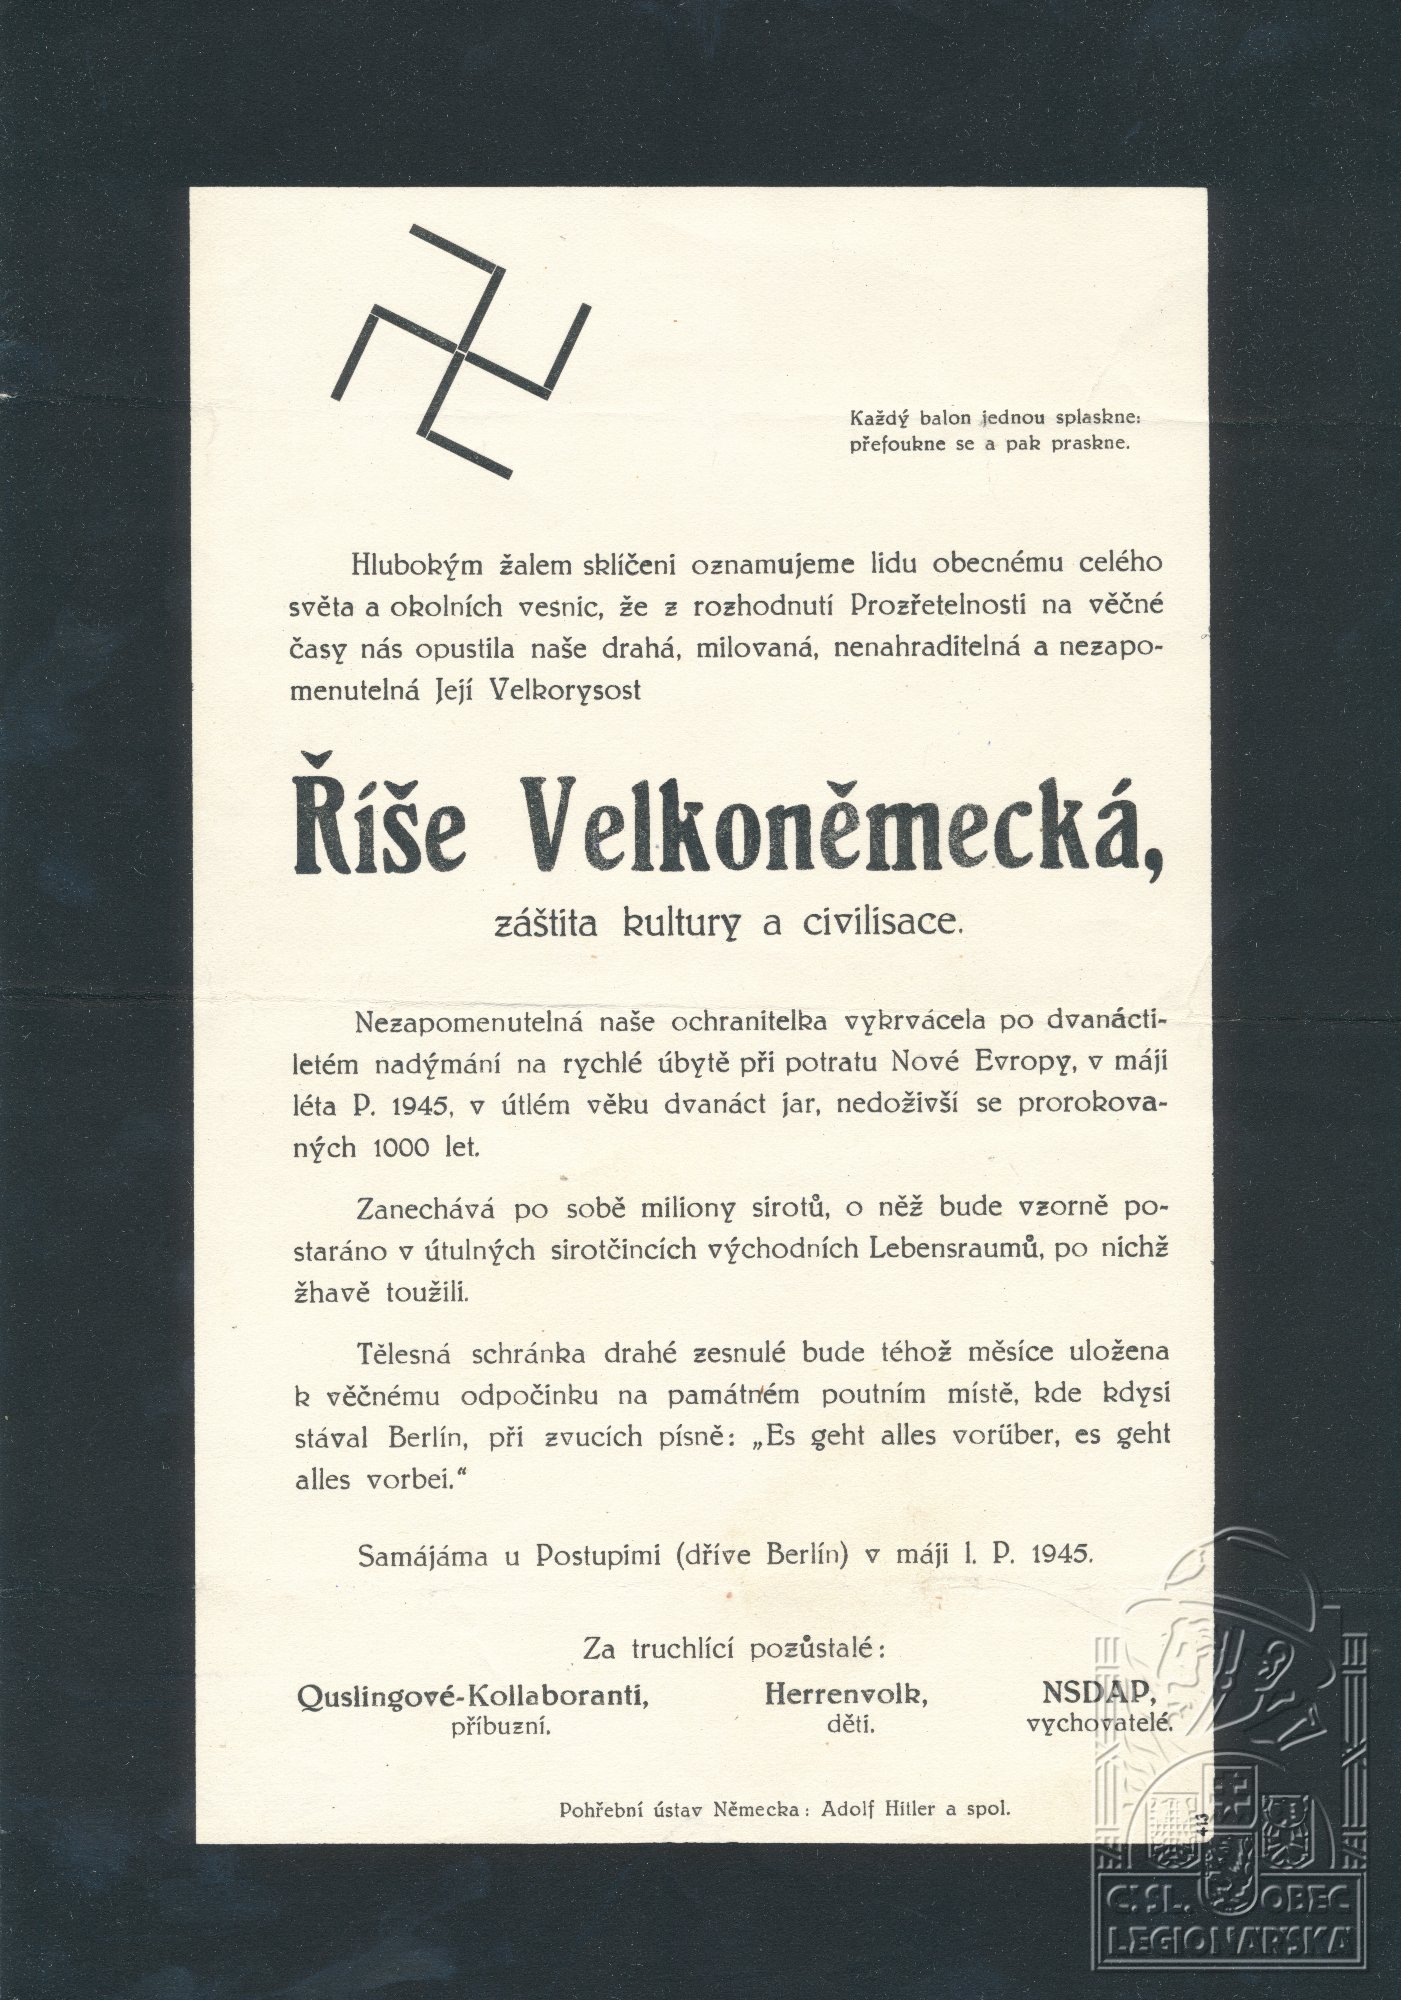 Každý balon jednou splaskne:
přefoukne se a pak praskne.
Hlubokým žalem sklíčeni oznamujeme lidu obecnému celého
světa a okolních vesnic, že z rozhodnutí Prozřetelnosti na věčné
časy nás opustila naše drahá, milovaná, nenahraditelná a nezapo-
menutelná Její Velkorysost
Říše Velkoněmecká,
záštita kultury a civilisace.
Nezapomenutelná naše ochranitelka vykrvácela po dvanácti-
letém nadýmání na rychlé úbytě při potratu Nové Evropy, v máji
léta P. 1945, v útlém věku dvanáct jar, nedoživší se prorokova-
ných 1000 let.
Zanechává po sobě miliony sirotů, o něž bude vzorně po-
staráno v útulných sirotčincích východních Lebensraumů, po nichž
žhavě toužili.
Tělesná schránka drahé zesnulé bude téhož měsíce uložena
k věčnému odpočinku na památném poutním místě, kde kdysi
stával Berlín, při zvucích písně: „Es geht alles vorüber, es geht
alles vorbei.“
Samájáma u Postupimi (dříve Berlín) v máji l. P. 1945.
Za truchlící pozůstalé:
Quslingové-Kollaboranti, Herrenvolk, NSDAP,
příbuzní. děti. vychovatelé.
Pohřební ústav Německa: Adolf Hitler a spol.
413
Č.SL. OBEC
LEGIONÁŘSKÁ